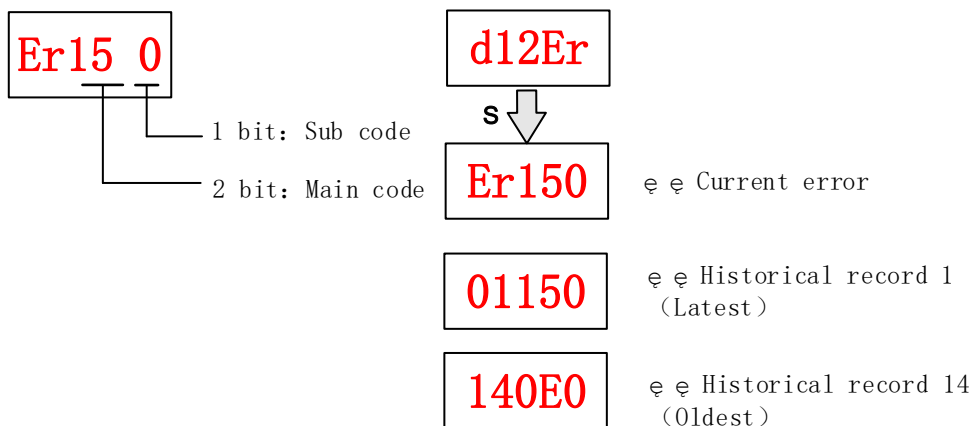 Er15 0
1 bit：Sub code
2 bit：Main code
d12Er
S
Er150
ę ę Current error
01150
ę ę Historical record 1
（Latest）
140E0
ę ę Historical record 14
（Oldest）